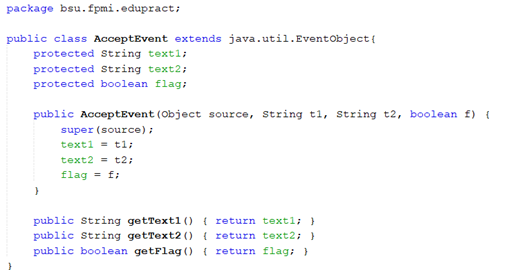 package bsu.fpmi.edupract;
public class AcceptEvent extends java.util.EventObject{
protected String text1;
protected String text2;
protected boolean flag;
public AcceptEvent(Object source, String t1, String t2, boolean f) {
super(source);
text1 = t1;
text2 = t2;
flag = f;
}
public String getText1() { return text1; }
public String getText2() { return text2; }
public boolean getFlag() { return flag; }
}